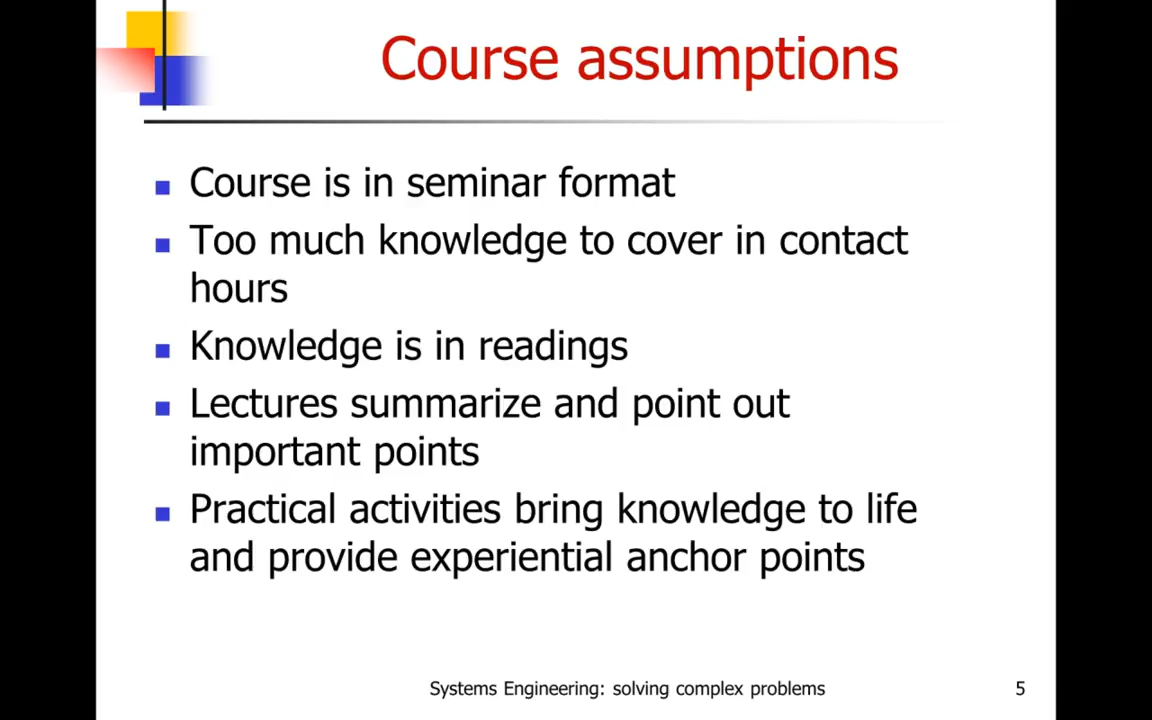 Course assumptions
Course is in seminar format
Too much knowledge to cover in contact
hours
Knowledge is in readings
Lectures summarize and point out
important points
Practical activities bring knowledge to life
and provide experiential anchor points
Systems Engineering: solving complex problems
5